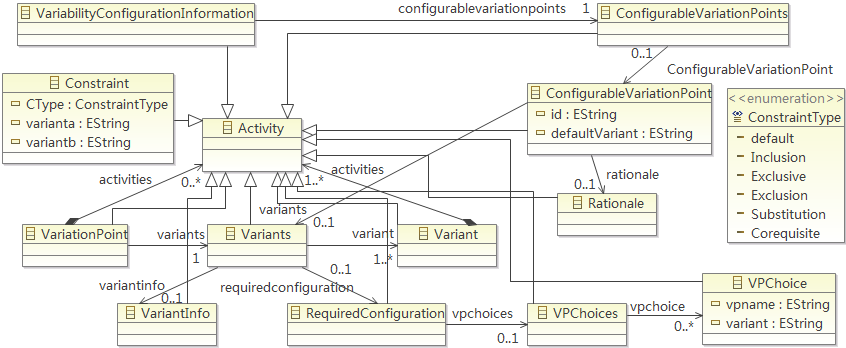 VariabilityConfigurationInformation
configurablevariationpoints
1
ConfigurableVariationPoints
0..1
ConfigurableVariationPoint
Constraint
CType : ConstraintType
varianta : EString
variantb : EString
Activity
ConfigurableVariationPoint
id : EString
defaultVariant : EString
<<enumeration>>
ConstraintType
default
Inclusion
Exclusive
Exclusion
Substitution
Corequisite
activities
0..*
activities
1..*
rationale
0..1
Rationale
variants
0..1
VariationPoint
variants
1
Variants
variant
1..*
Variant
variantinfo
0..1
requiredconfiguration
0..1
VariantInfo
RequiredConfiguration
vpchoices
0..1
VPChoices
vpchoice
0..*
VPChoice
vpname : EString
variant : EString